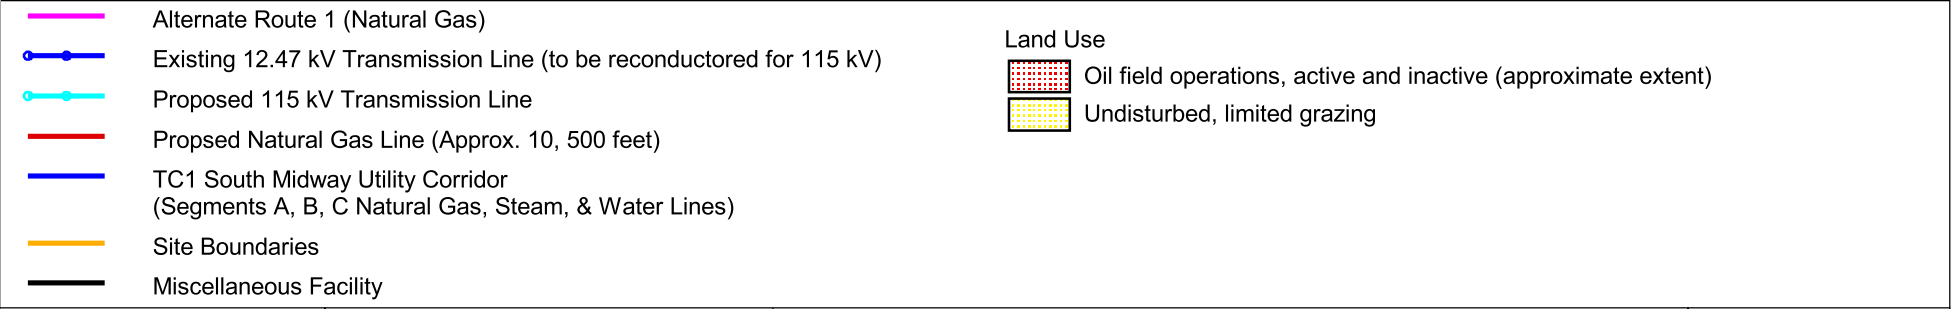 Alternate Route 1 (Natural Gas)
Existing 12.47 kV Transmission Line (to be reconductored for 115 kV)
Proposed 115 kV Transmission Line
Propsed Natural Gas Line (Approx. 10, 500 feet)
TC1 South Midway Utility Corridor
(Segments A, B, C Natural Gas, Steam, & Water Lines)
Site Boundaries
Miscellaneous Facility
Land Use
Oil field operations, active and inactive (approximate extent)
Undisturbed, limited grazing